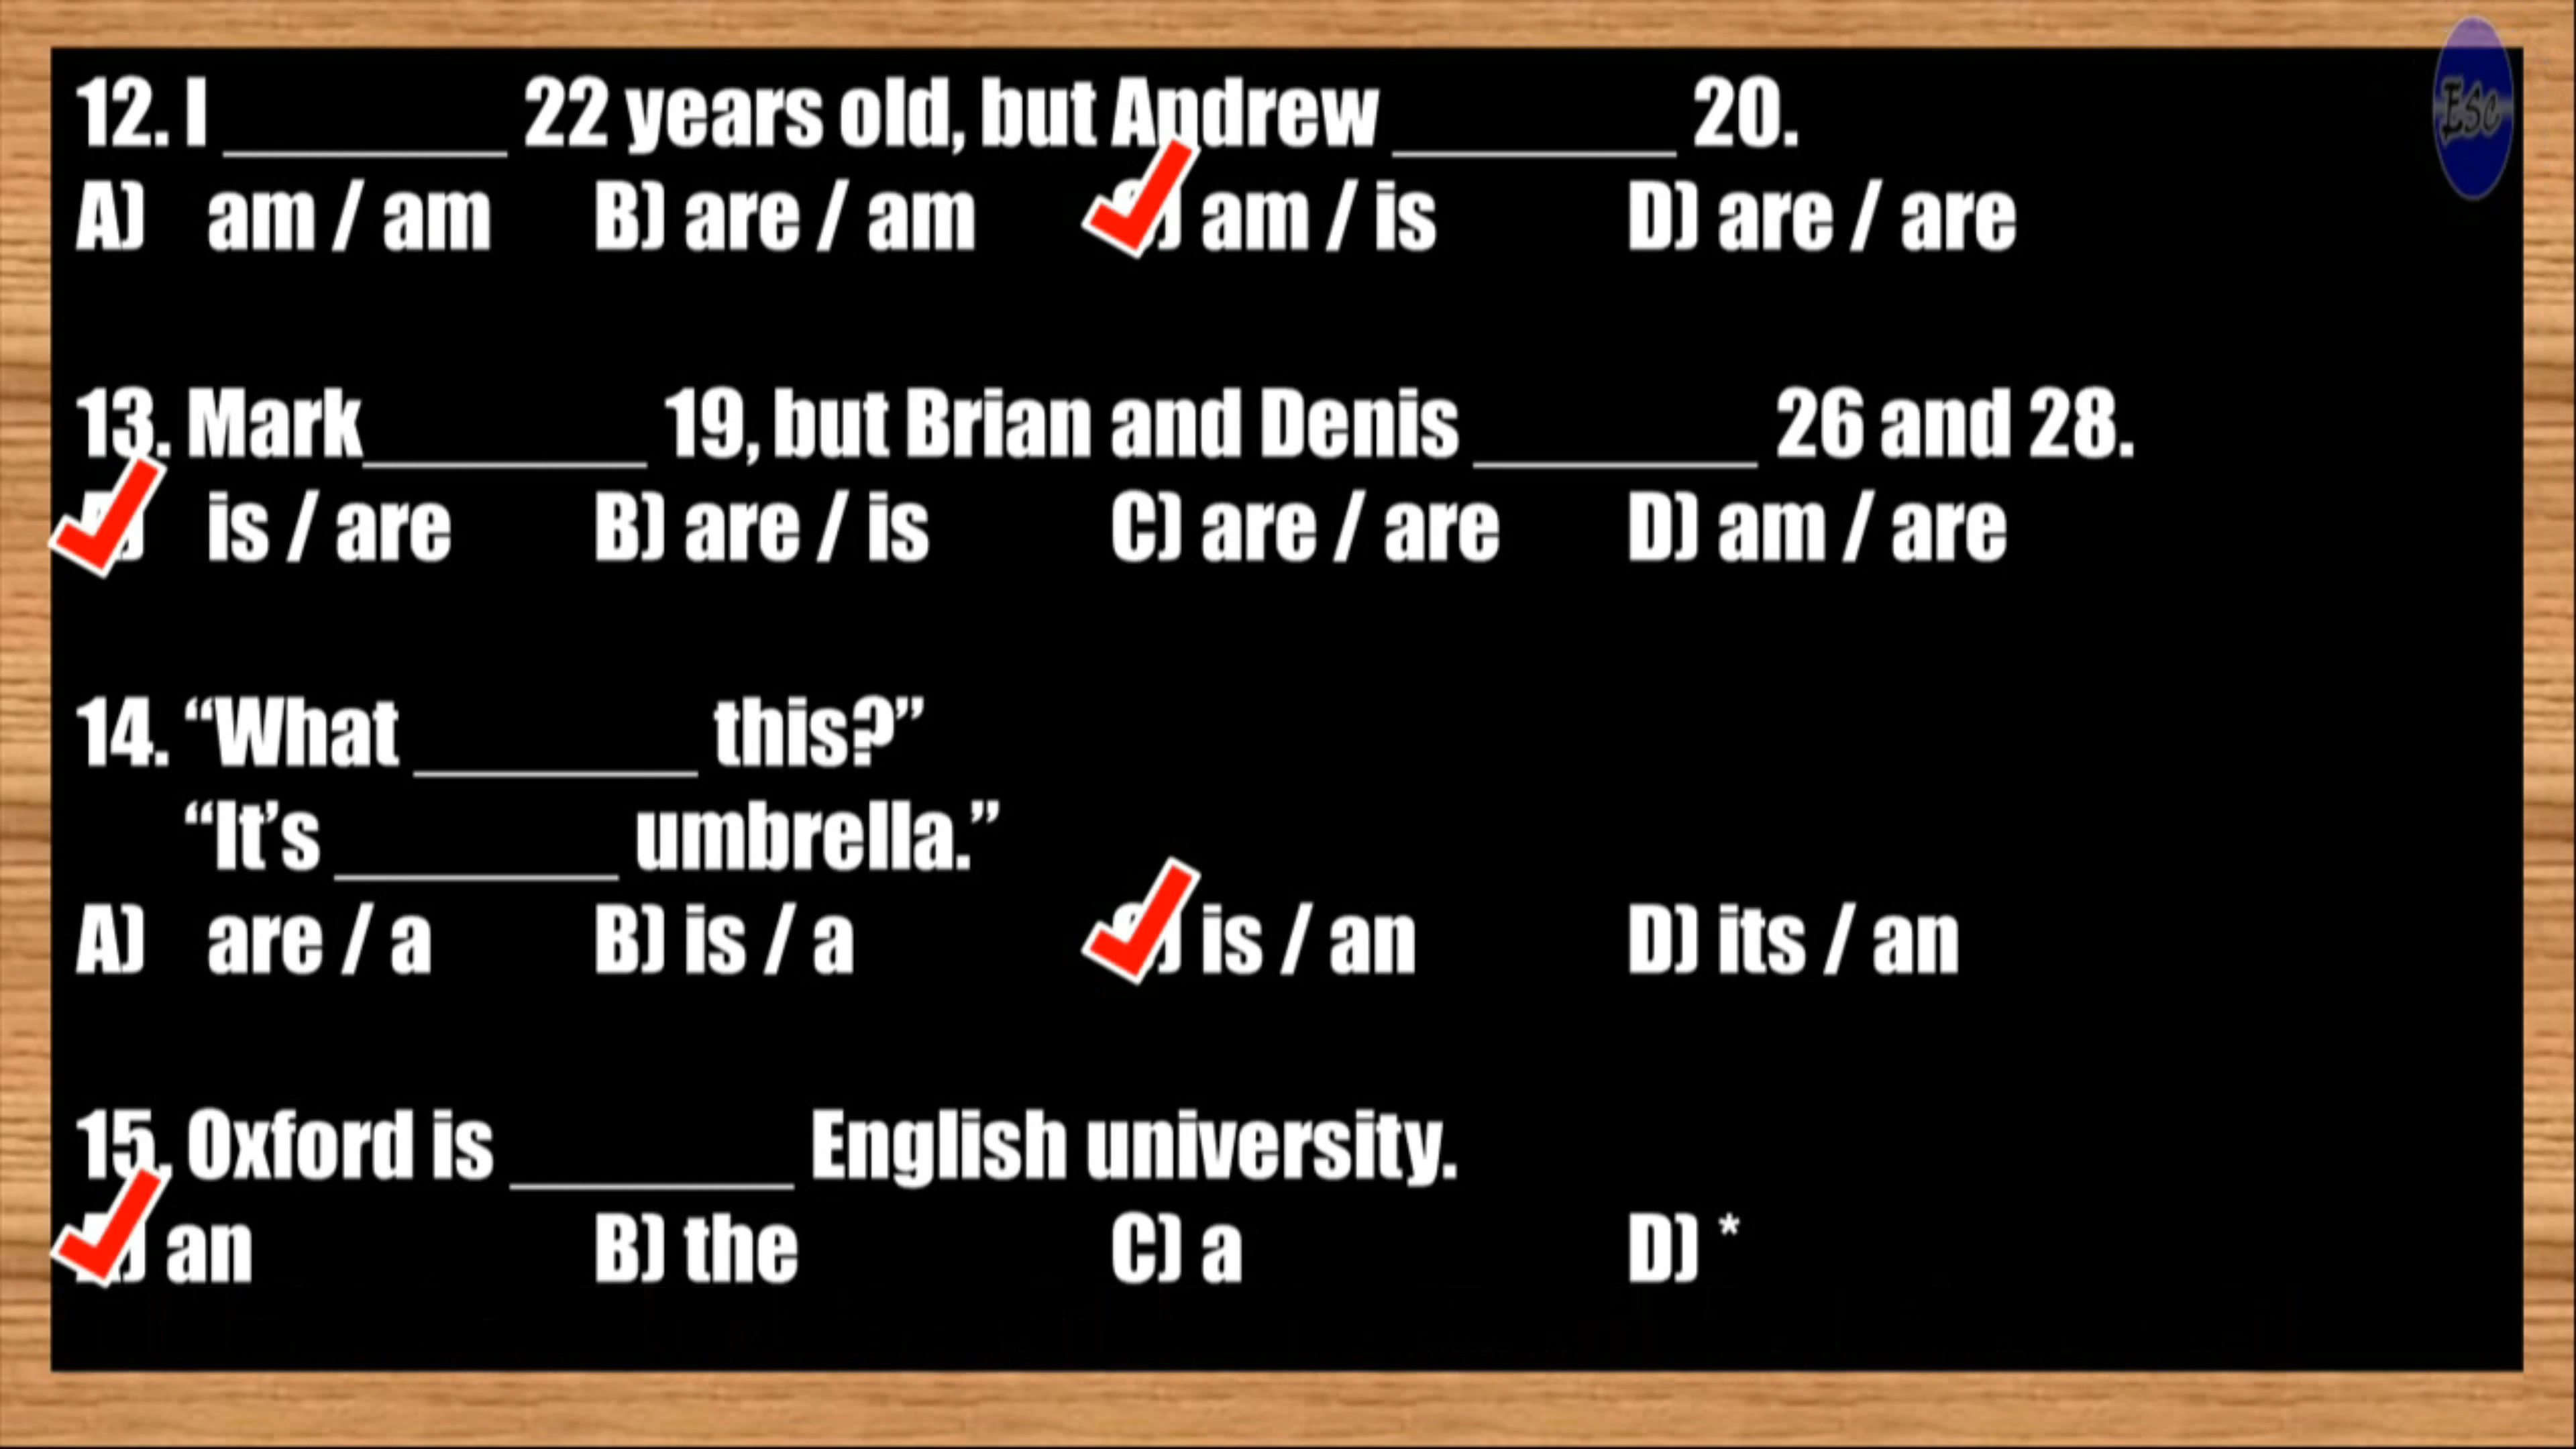 12. I ________ 22 years old, but Andrew ________ 20.
A) am / am B) are / am C) am / is D) are / are
13. Mark________ 19, but Brian and Denis ________ 26 and 28.
A) is / are B) are / is C) are / are D) am / are
14. “What ________ this?”
“It’s ________ umbrella.”
A) are / a B) is / a C) is / an D) its / an
15. Oxford is ________ English university.
A) an B) the C) a D) *
ESC